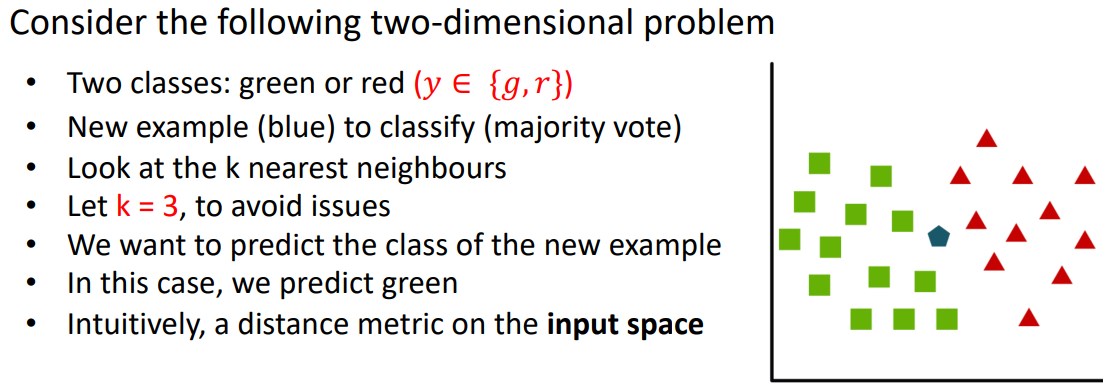 Consider the following two-dimensional problem
• Two classes: green or red (y ∈ {g, r})
• New example (blue) to classify (majority vote)
• Look at the k nearest neighbours
• Let k = 3, to avoid issues
• We want to predict the class of the new example
• In this case, we predict green
• Intuitively, a distance metric on the input space